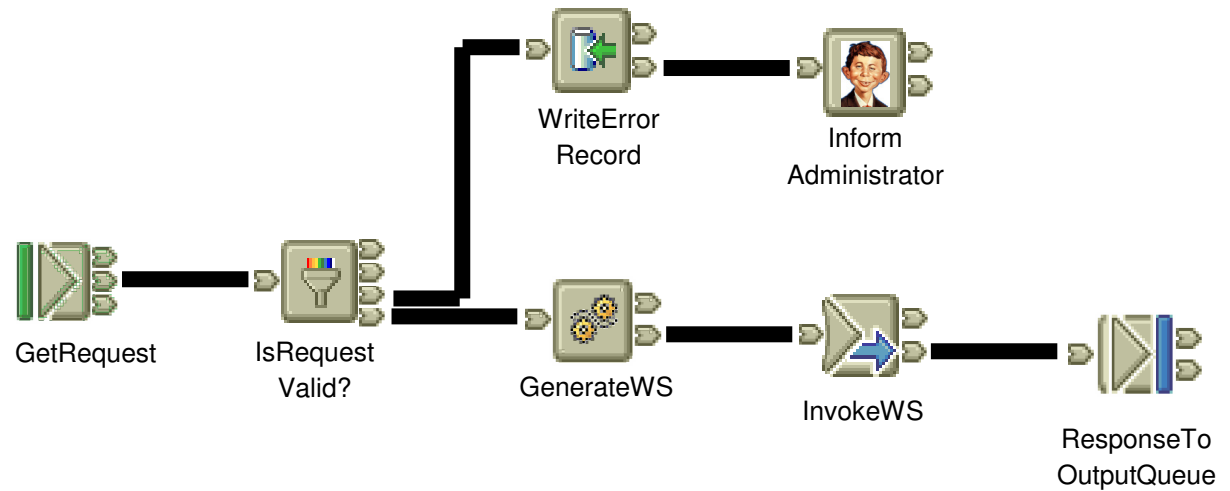 WriteError
Record
Inform
Administrator
GetRequest
IsRequest
Valid?
GenerateWS
InvokeWS
ResponseTo
OutputQueue